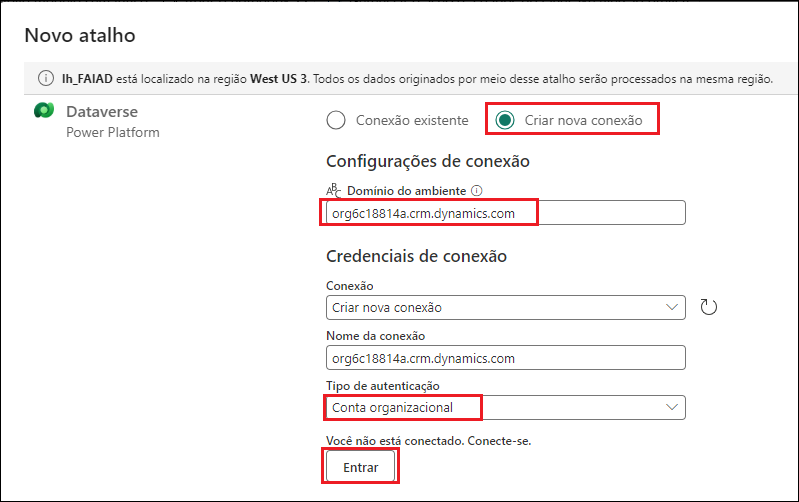 Novo atalho
lh_FAIAD está localizado na região West US 3. Todos os dados originados por meio desse atalho serão processados na mesma região.
Dataverse
Power Platform
Conexão existente
Criar nova conexão
Configurações de conexão
Domínio do ambiente
org6c18814a.crm.dynamics.com
Credenciais de conexão
Conexão
Criar nova conexão
Nome da conexão
org6c18814a.crm.dynamics.com
Tipo de autenticação
Conta organizacional
Você não está conectado. Conecte-se.
Entrar